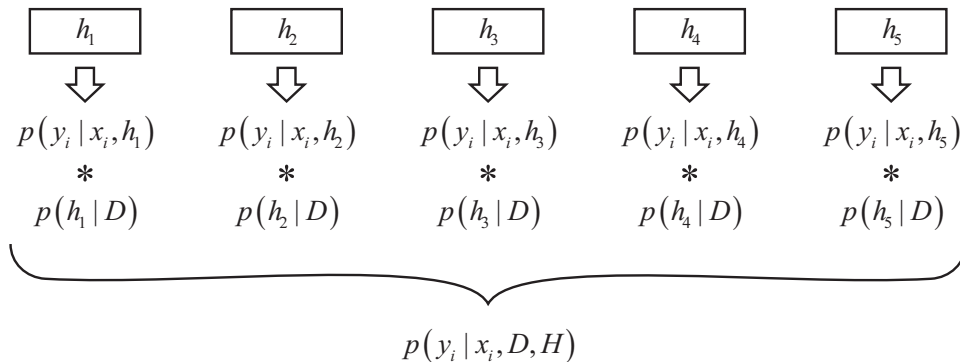 h₁ h₂ h₃ h₄ h₅
p(yᵢ | xᵢ, h₁) p(yᵢ | xᵢ, h₂) p(yᵢ | xᵢ, h₃) p(yᵢ | xᵢ, h₄) p(yᵢ | xᵢ, h₅)
* * * * *
p(h₁ | D) p(h₂ | D) p(h₃ | D) p(h₄ | D) p(h₅ | D)
p(yᵢ | xᵢ, D, H)